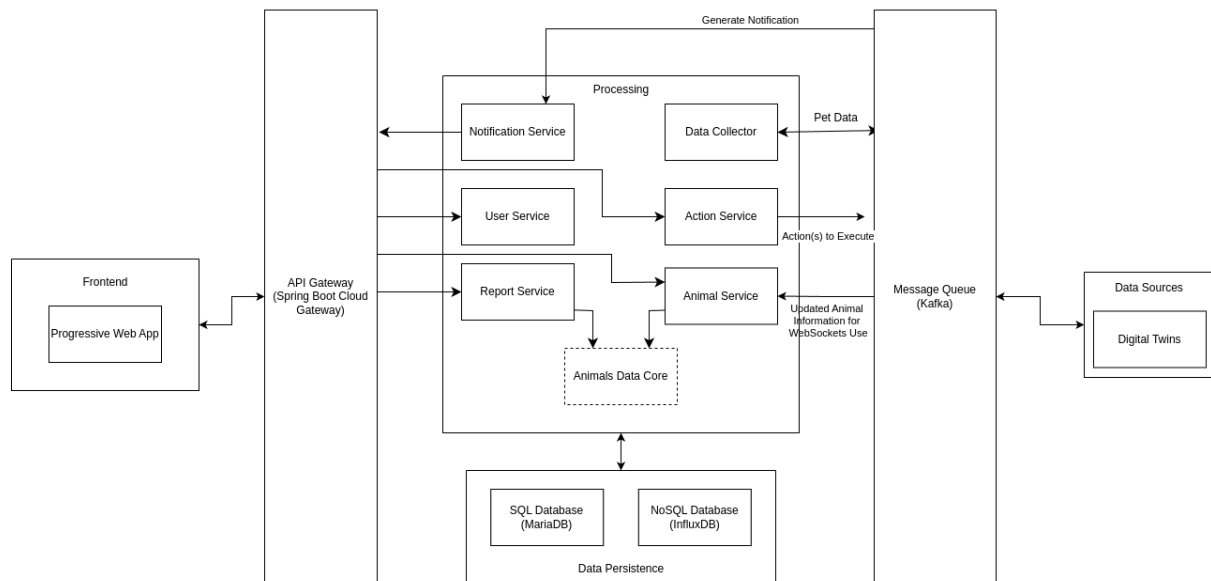 Generate Notification
Processing
Notification Service
Data Collector
Pet Data
User Service
Action Service
Action(s) to Execute
Frontend
Progressive Web App
API Gateway
(Spring Boot Cloud
Gateway)
Report Service
Animal Service
Updated Animal
Information for
WebSockets Use
Message Queue
(Kafka)
Data Sources
Digital Twins
Animals Data Core
SQL Database
(MariaDB)
NoSQL Database
(InfluxDB)
Data Persistence